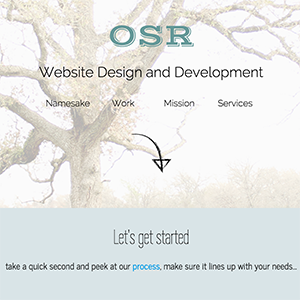 OSR
Website Design and Development
Namesake Work Mission Services
Let's get started
take a quick second and peek at our process, make sure it lines up with your needs...